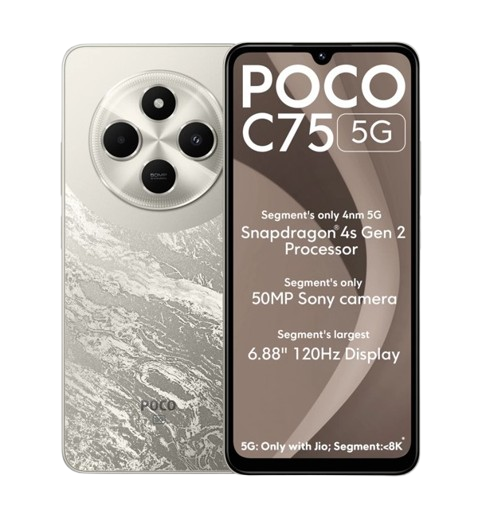 POCO
C75 5G
Segment's only 4nm 5G
Snapdragon® 4s Gen 2
Processor
Segment's only
50MP Sony camera
Segment's largest
6.88" 120Hz Display
5G: Only with Jio; Segment:<8K*
50MP
POCO